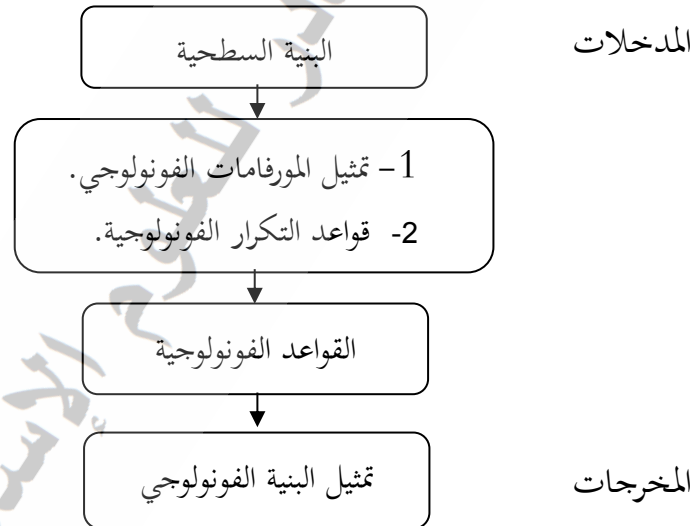 المدخلات
البنية السطحية
1- تمثيل المورفامات الفونولوجي.
2- قواعد التكرار الفونولوجية.
القواعد الفونولوجية
المخرجات
تمثيل البنية الفونولوجي